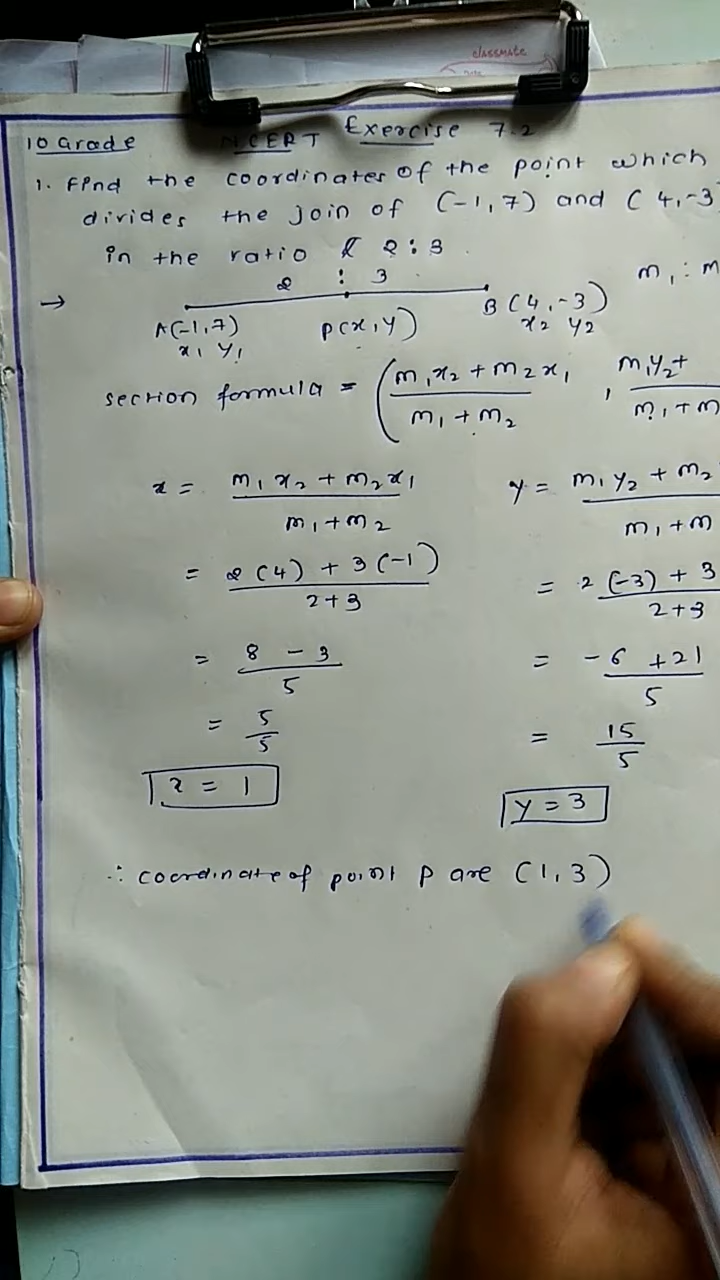 classmate
10 Grade NCERT Exercise 7.2
1. Find the coordinates of the point which
divides the join of (-1,7) and (4,-3
in the ratio 2:3.
2 : 3 m₁ : m
→ A(-1,7) P(x,y) B(4,-3)
x₁ y₁ x₂ y₂
section formula = (m₁x₂ + m₂x₁ / m₁ + m₂ , m₁y₂+ / m₁ + m
x = m₁x₂ + m₂x₁ / m₁ + m₂ y = m₁y₂ + m₂ / m₁ + m
= 2(4) + 3(-1) / 2+3 = 2(-3) + 3 / 2+3
= 8 - 3 / 5 = -6 + 21 / 5
= 5/5 = 15/5
x = 1 y = 3
∴ coordinate of point P are (1,3)